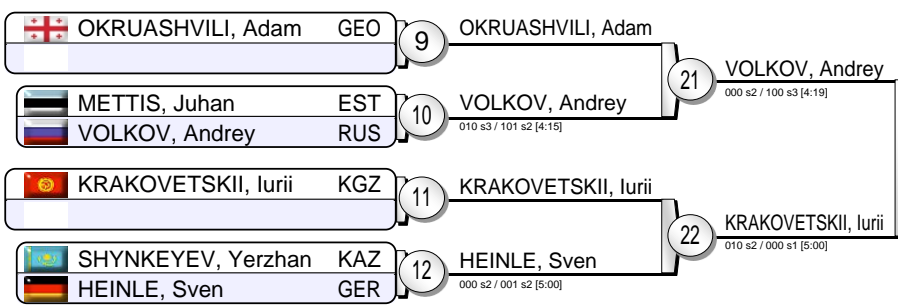 OKRUASHVILI, Adam GEO
9
OKRUASHVILI, Adam
21
VOLKOV, Andrey
000 s2 / 100 s3 [4:19]
METTIS, Juhan EST
VOLKOV, Andrey RUS
10
VOLKOV, Andrey
010 s3 / 101 s2 [4:15]
KRAKOVETSKII, Iurii KGZ
11
KRAKOVETSKII, Iurii
22
KRAKOVETSKII, Iurii
010 s2 / 000 s1 [5:00]
SHYNKEYEV, Yerzhan KAZ
HEINLE, Sven GER
12
HEINLE, Sven
000 s2 / 001 s2 [5:00]